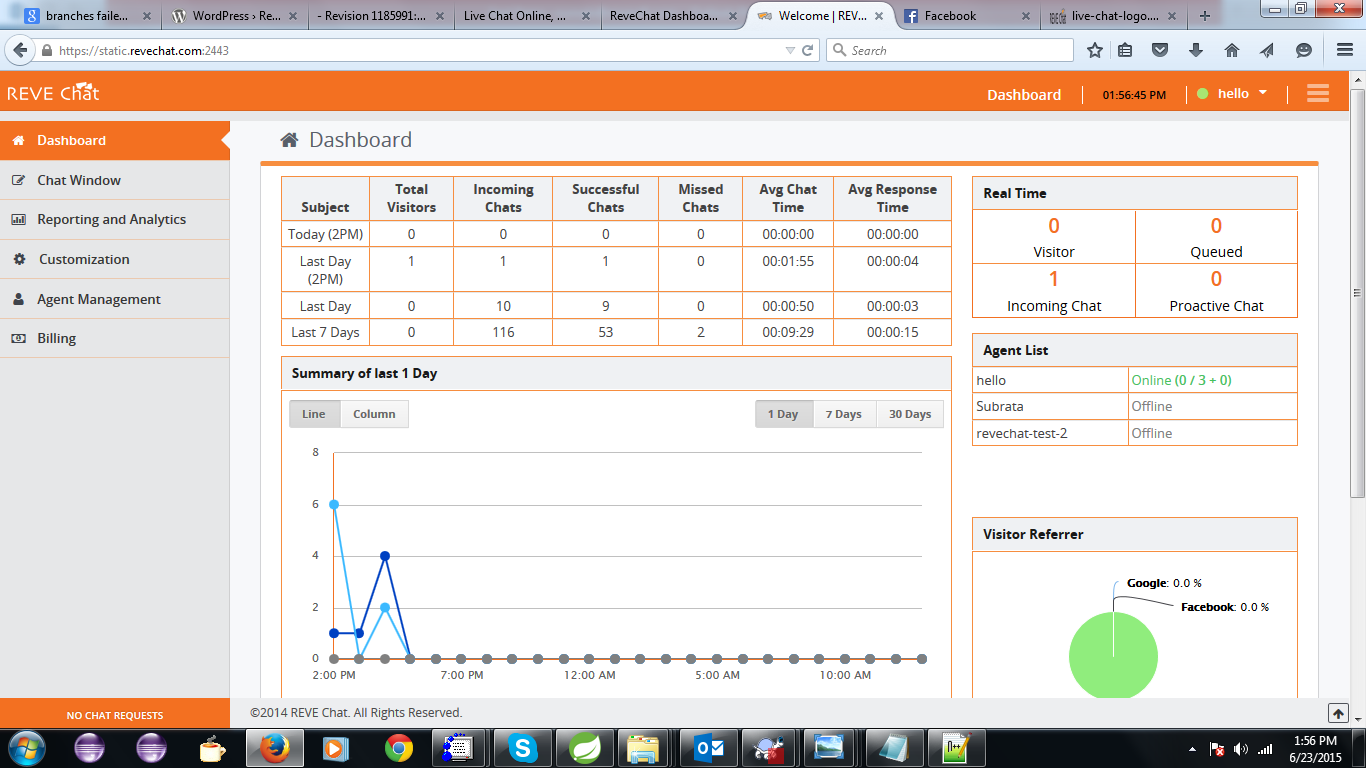 branches faile...
WordPress › Re...
- Revision 1185991:...
Live Chat Online, ...
ReveChat Dashboa...
Welcome | REV...
Facebook
live-chat-logo....
https://static.revechat.com:2443
Search
REVE Chat
Dashboard
01:56:45 PM
hello
Dashboard
Chat Window
Reporting and Analytics
Customization
Agent Management
Billing
NO CHAT REQUESTS
Dashboard
Subject Total Visitors Incoming Chats Successful Chats Missed Chats Avg Chat Time Avg Response Time
Today (2PM) 0 0 0 0 00:00:00 00:00:00
Last Day (2PM) 1 1 1 0 00:01:55 00:00:04
Last Day 0 10 9 0 00:00:50 00:00:03
Last 7 Days 0 116 53 2 00:09:29 00:00:15
Summary of last 1 Day
Line Column 1 Day 7 Days 30 Days
8
6
4
2
0
2:00 PM 7:00 PM 12:00 AM 5:00 AM 10:00 AM
Real Time
0 0
Visitor Queued
1 0
Incoming Chat Proactive Chat
Agent List
hello Online (0 / 3 + 0)
Subrata Offline
revechat-test-2 Offline
Visitor Referrer
Google: 0.0 %
Facebook: 0.0 %
©2014 REVE Chat. All Rights Reserved.
1:56 PM
6/23/2015